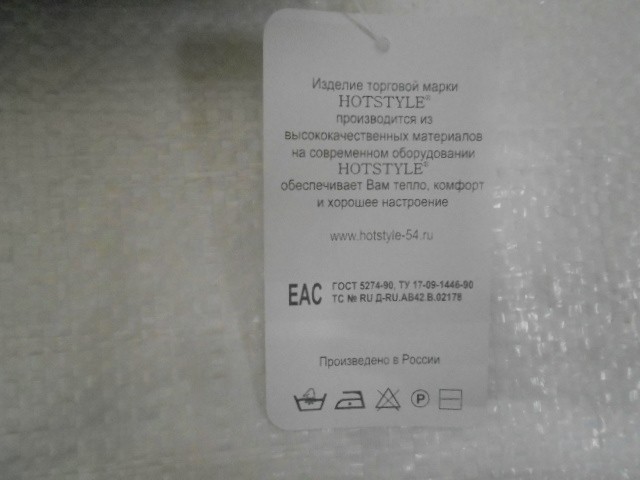 Изделие торговой марки
HOTSTYLE®
производится из
высококачественных материалов
на современном оборудовании
HOTSTYLE®
обеспечивает Вам тепло, комфорт
и хорошее настроение
www.hotstyle-54.ru
ЕАС ГОСТ 5274-90, ТУ 17-09-1446-90
ТС № RU Д-RU.АВ42.В.02178
Произведено в России
P